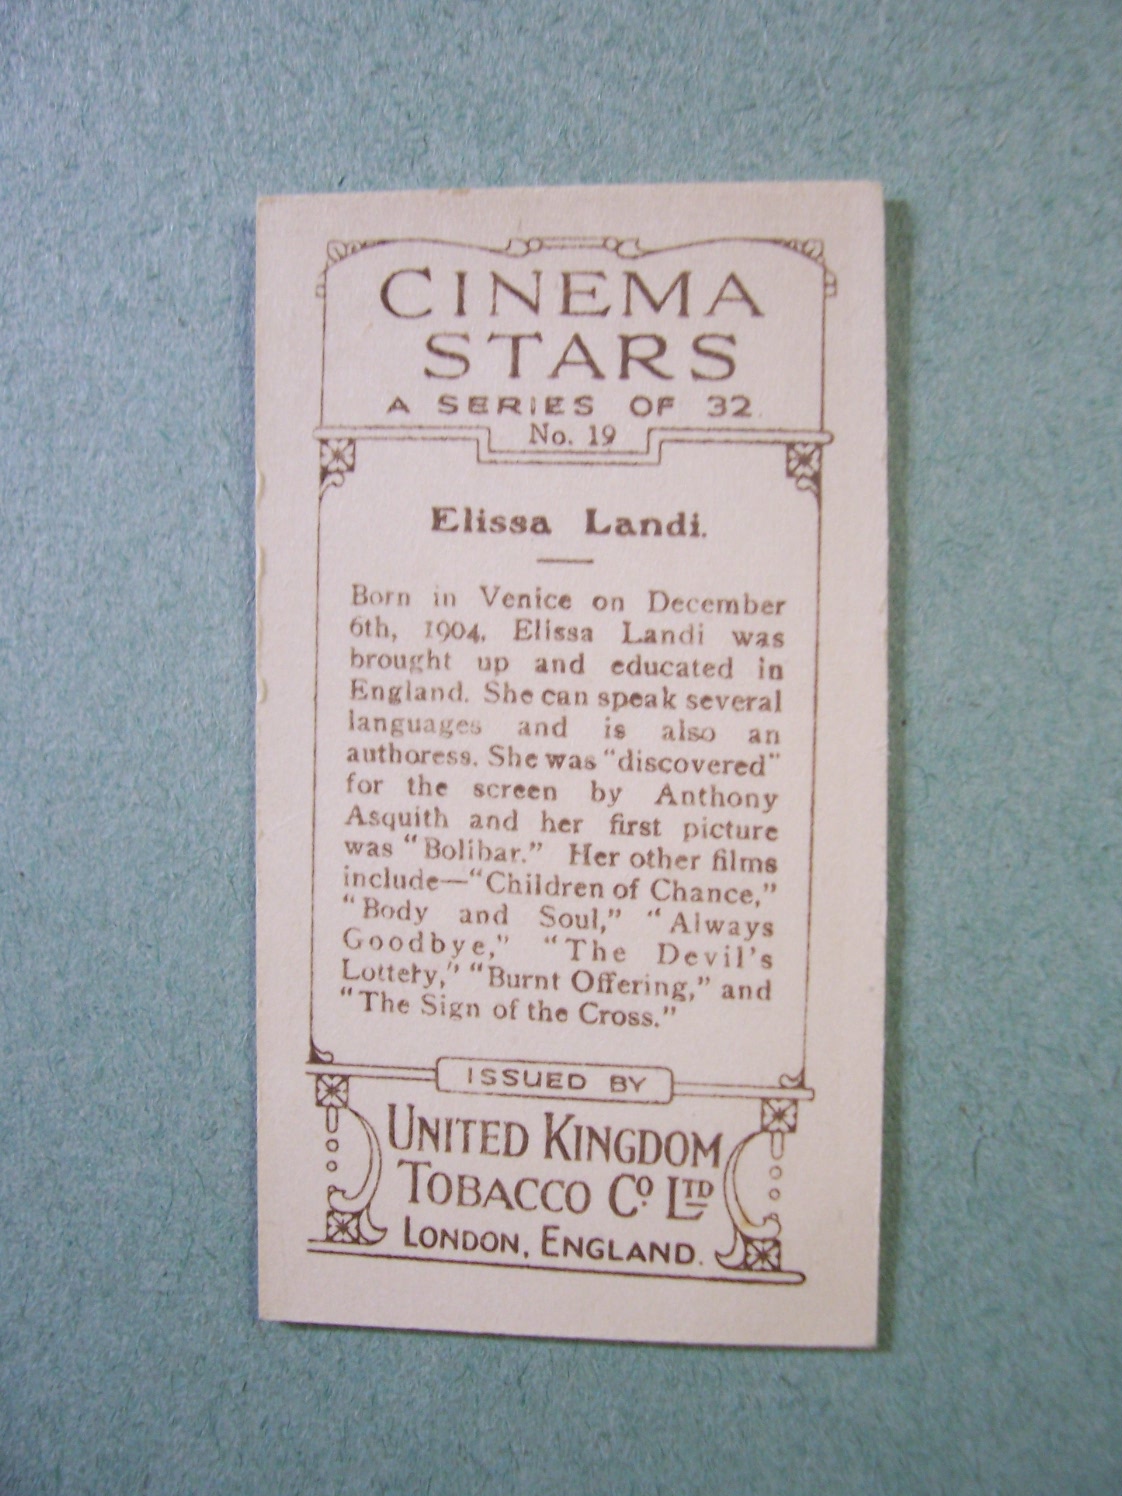 CINEMA
STARS
A SERIES OF 32
No. 19
Elissa Landi.
Born in Venice on December
6th, 1904, Elissa Landi was
brought up and educated in
England. She can speak several
languages and is also an
authoress. She was "discovered"
for the screen by Anthony
Asquith and her first picture
was "Bolibar." Her other films
include—"Children of Chance,"
"Body and Soul," "Always
Goodbye," "The Devil's
Lottery," "Burnt Offering," and
"The Sign of the Cross."
ISSUED BY
UNITED KINGDOM
TOBACCO CO. LTD
LONDON, ENGLAND.